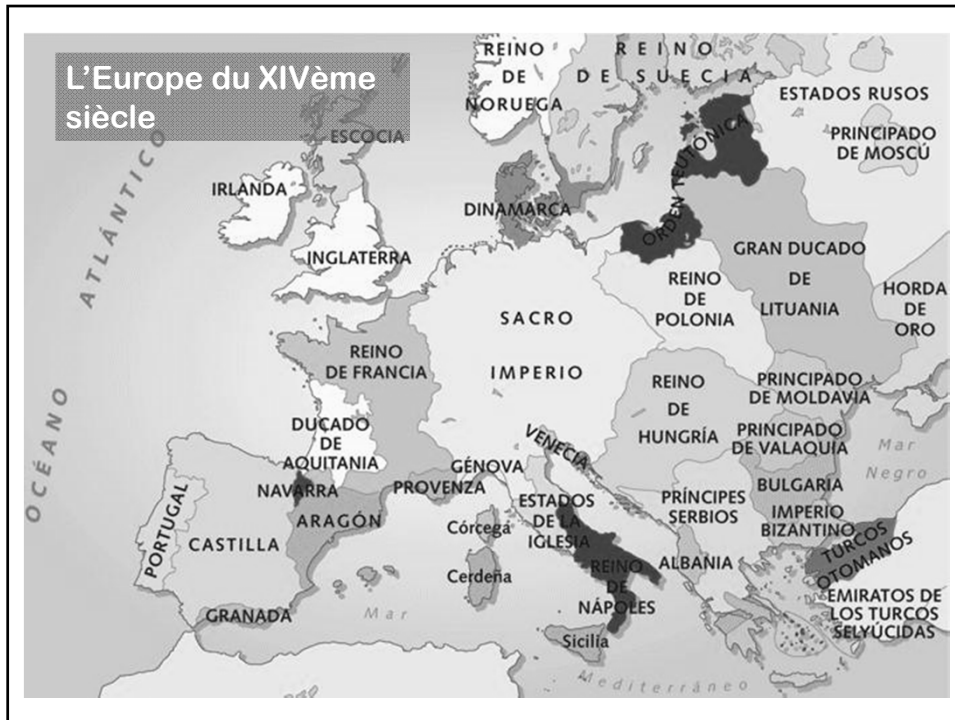 L'Europe du XIVème
siècle
REINO
DE
NORUEGA
REINO
DE SUECIA
ESTADOS RUSOS
PRINCIPADO
DE MOSCÚ
ESCOCIA
IRLANDA
INGLATERRA
DINAMARCA
ORDEN TEUTÓNICA
GRAN DUCADO
DE
LITUANIA
HORDA
DE
ORO
REINO
DE
POLONIA
SACRO
IMPERIO
REINO
DE FRANCIA
DUCADO
DE
AQUITANIA
REINO
DE
HUNGRÍA
PRINCIPADO
DE MOLDAVIA
PRINCIPADO
DE VALAQUIA
Mar
Negro
VENECIA
GÉNOVA
PROVENZA
NAVARRA
ARAGÓN
PORTUGAL
CASTILLA
GRANADA
Córcega
Cerdeña
ESTADOS
DE LA
IGLESIA
REINO
DE
NÁPOLES
Sicilia
PRÍNCIPES
SERBIOS
ALBANIA
BULGARIA
IMPERIO
BIZANTINO
TURCOS
OTOMANOS
EMIRATOS DE
LOS TURCOS
SELYÚCIDAS
OCÉANO ATLÁNTICO
Mar
Mediterráneo